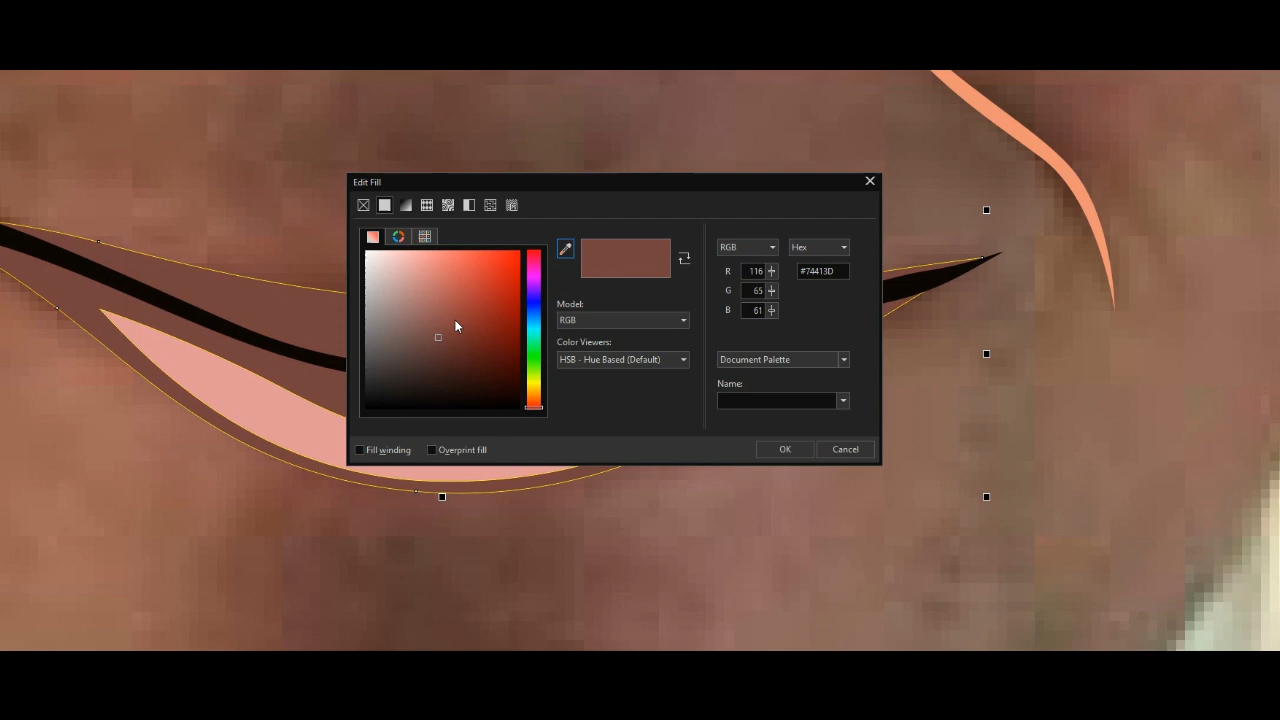 Edit Fill
RGB
Hex
R 116
#74413D
G 65
B 61
Model:
RGB
Color Viewers:
HSB - Hue Based (Default)
Document Palette
Name:
Fill winding
Overprint fill
OK
Cancel